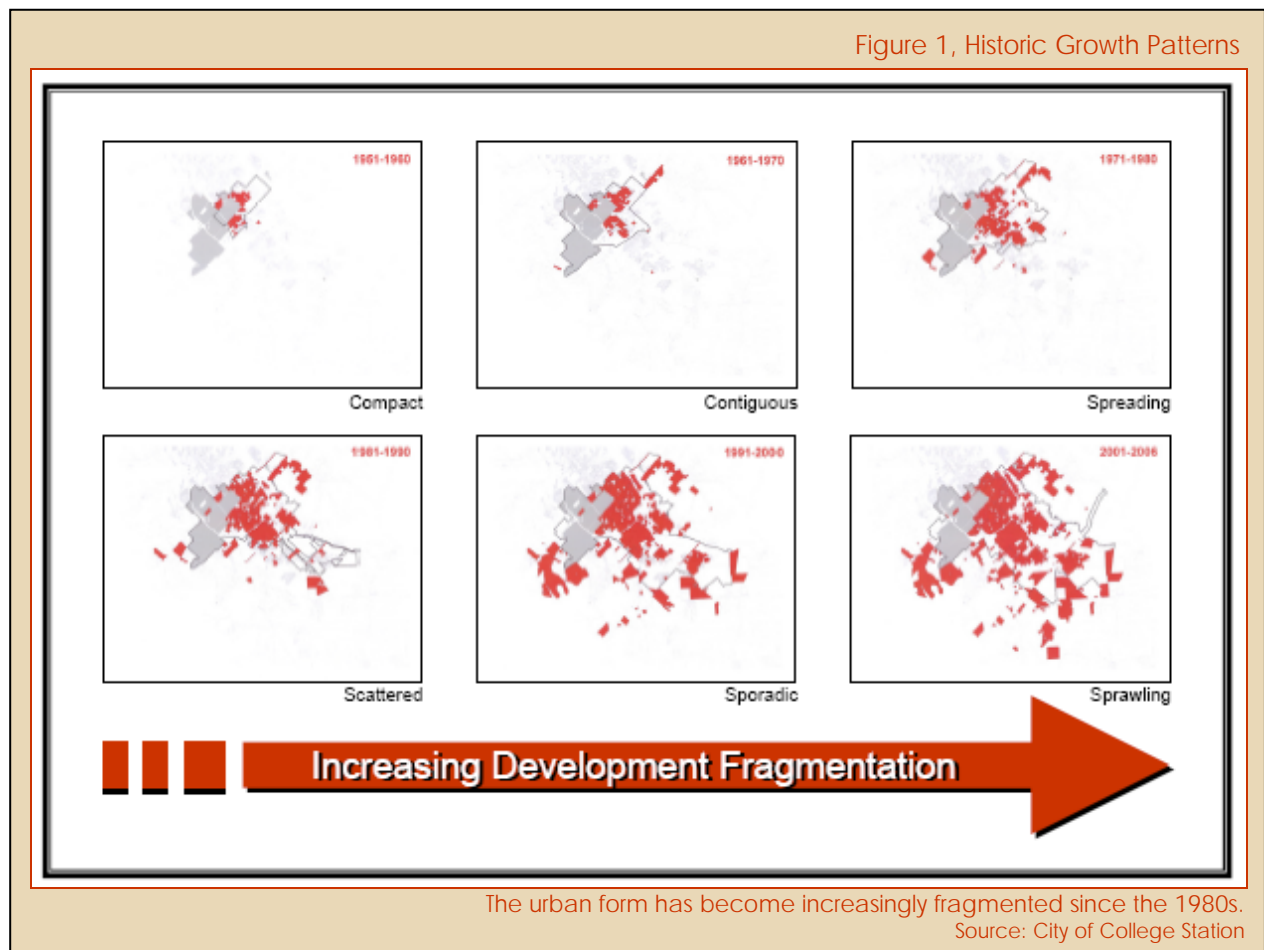 Figure 1, Historic Growth Patterns
1951-1960
1961-1970
1971-1980
Compact
Contiguous
Spreading
1981-1990
1991-2000
2001-2006
Scattered
Sporadic
Sprawling
Increasing Development Fragmentation
The urban form has become increasingly fragmented since the 1980s.
Source: City of College Station